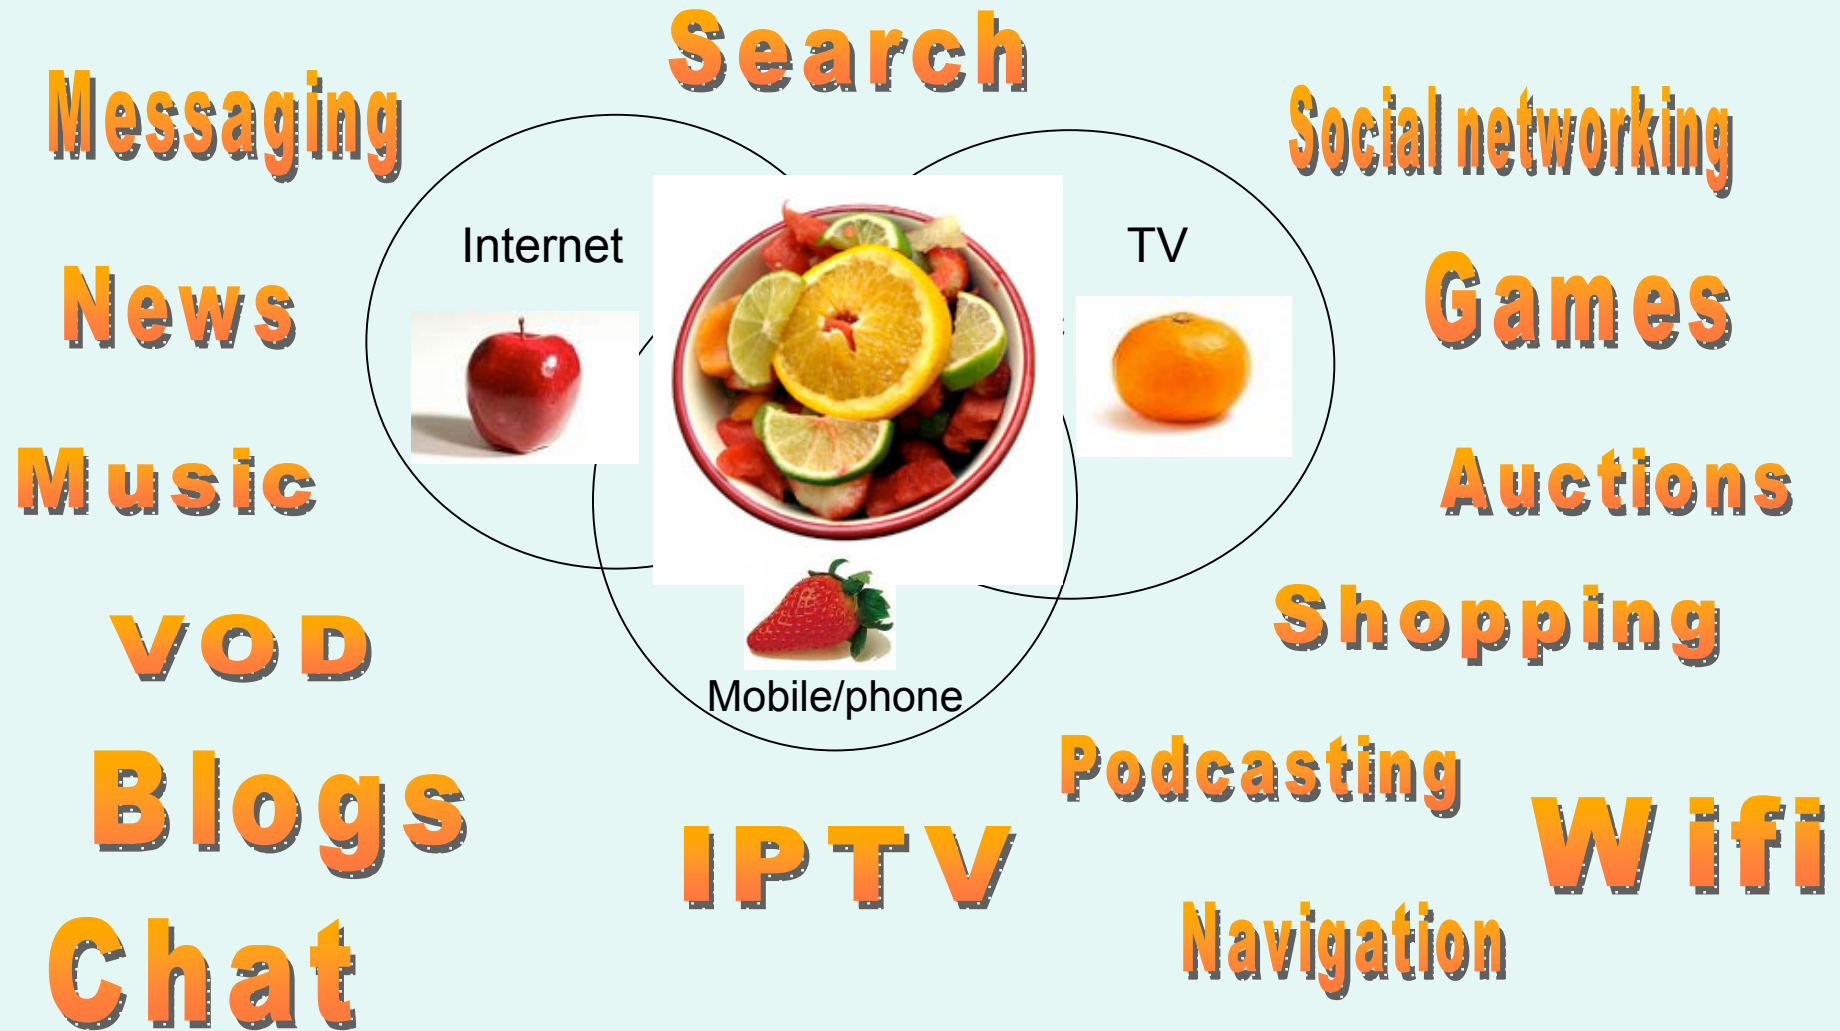 Search
Messaging
Social networking
Internet
TV
News
Games
Music
Auctions
VOD
Shopping
Mobile/phone
Podcasting
Blogs
IPTV
Wifi
Navigation
Chat